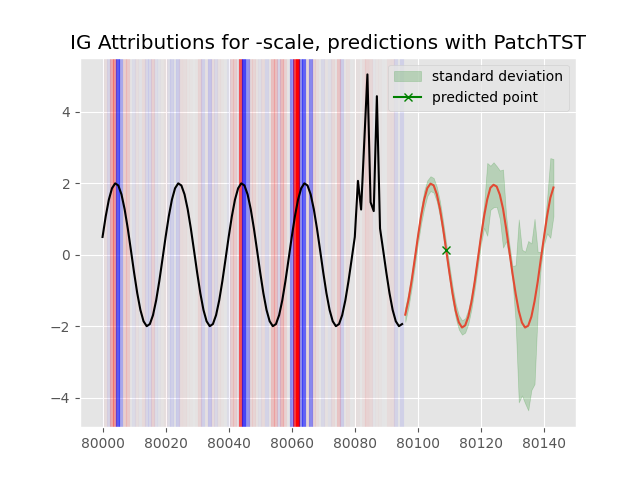 IG Attributions for -scale, predictions with PatchTST
standard deviation
predicted point
4
2
0
−2
−4
80000 80020 80040 80060 80080 80100 80120 80140